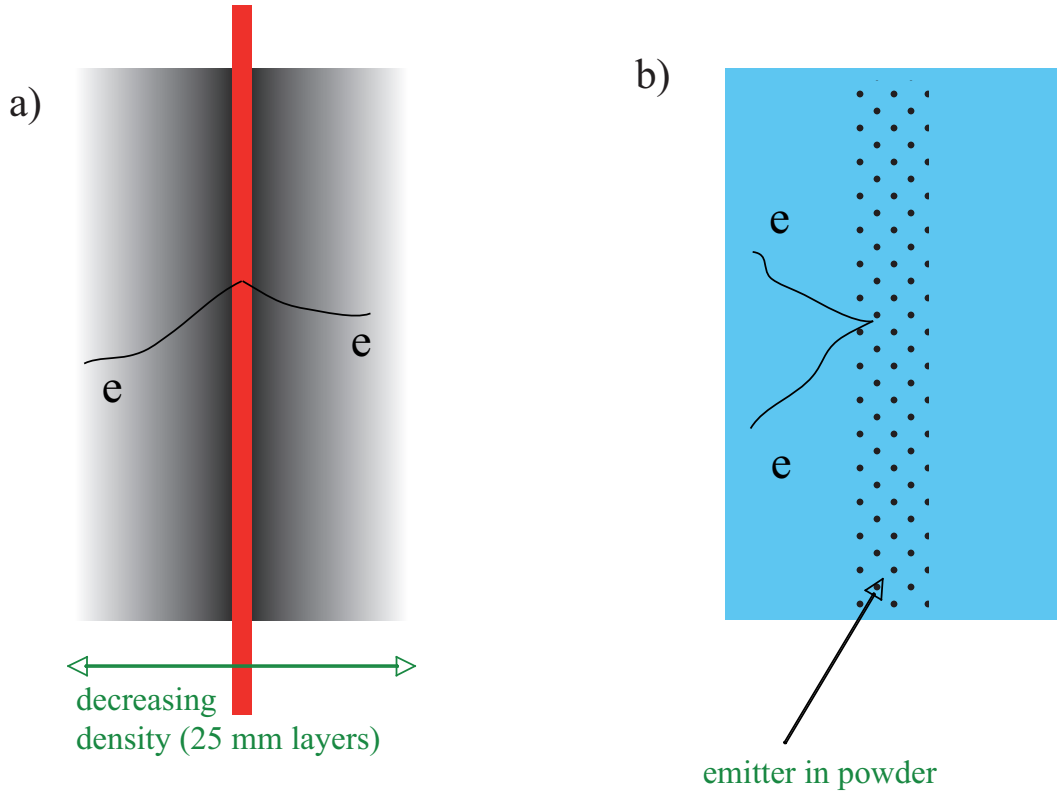 a)
e
e
decreasing
density (25 mm layers)
b)
e
e
emitter in powder